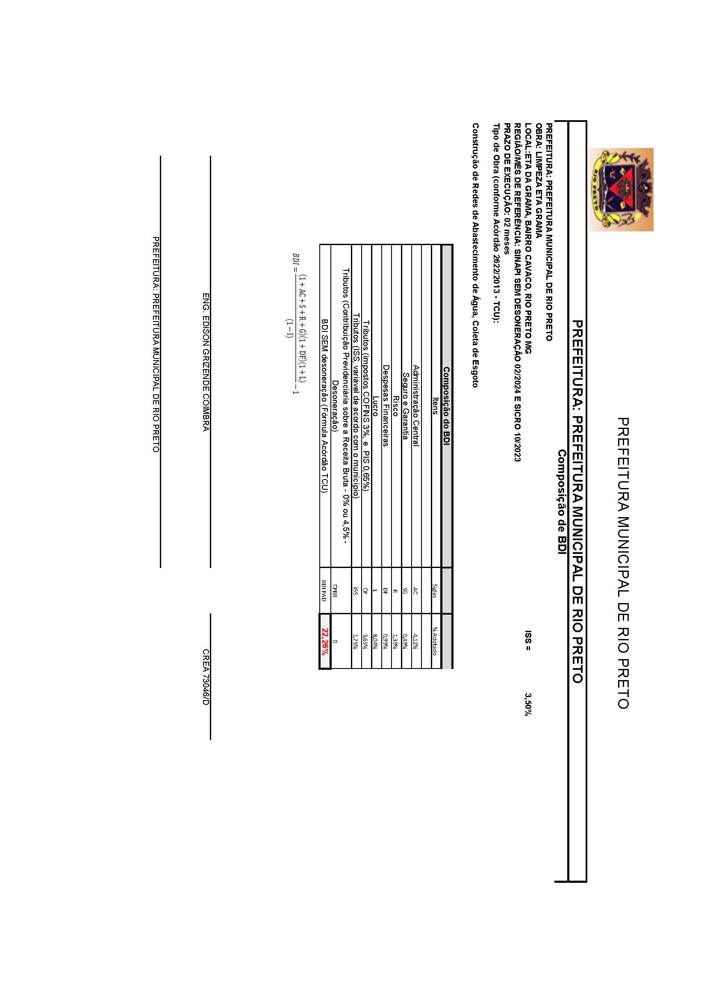 PREFEITURA MUNICIPAL DE RIO PRETO
RIO PRETO
PREFEITURA: PREFEITURA MUNICIPAL DE RIO PRETO
Composição de BDI
PREFEITURA: PREFEITURA MUNICIPAL DE RIO PRETO
OBRA: LIMPEZA ETA GRAMA
LOCAL:ETA DA GRAMA, BAIRRO CAVACO, RIO PRETO MG ISS = 3,50%
REGIÃO/MÊS DE REFERÊNCIA: SINAPI SEM DESONERAÇÃO 02/2024 E SICRO 10/2023
PRAZO DE EXECUÇÃO: 02 meses
Tipo de Obra (conforme Acórdão 2622/2013 - TCU):
Construção de Redes de Abastecimento de Água, Coleta de Esgoto
Composição do BDI
Itens Siglas % Adotado
Administração Central AC 4,12%
Seguro e Garantia SG 0,49%
Risco R 1,39%
Despesas Financeiras DF 0,99%
Lucro L 8,04%
Tributos (impostos COFINS 3%, e PIS 0,65%) CP 3,65%
Tributos (ISS, variável de acordo com o município) ISS 1,75%
Tributos (Contribuição Previdenciária sobre a Receita Bruta - 0% ou 4,5% -
Desoneração) CPRB 0
BDI SEM desoneração (Fórmula Acórdão TCU) BDI PAD 22,26%
(1 + AC + S + R + G)(1 + DF)(1 + L)
BDI = - 1
(1 - I)
ENG. EDISON GRIZENDE COIMBRA CREA 73046/D
PREFEITURA: PREFEITURA MUNICIPAL DE RIO PRETO